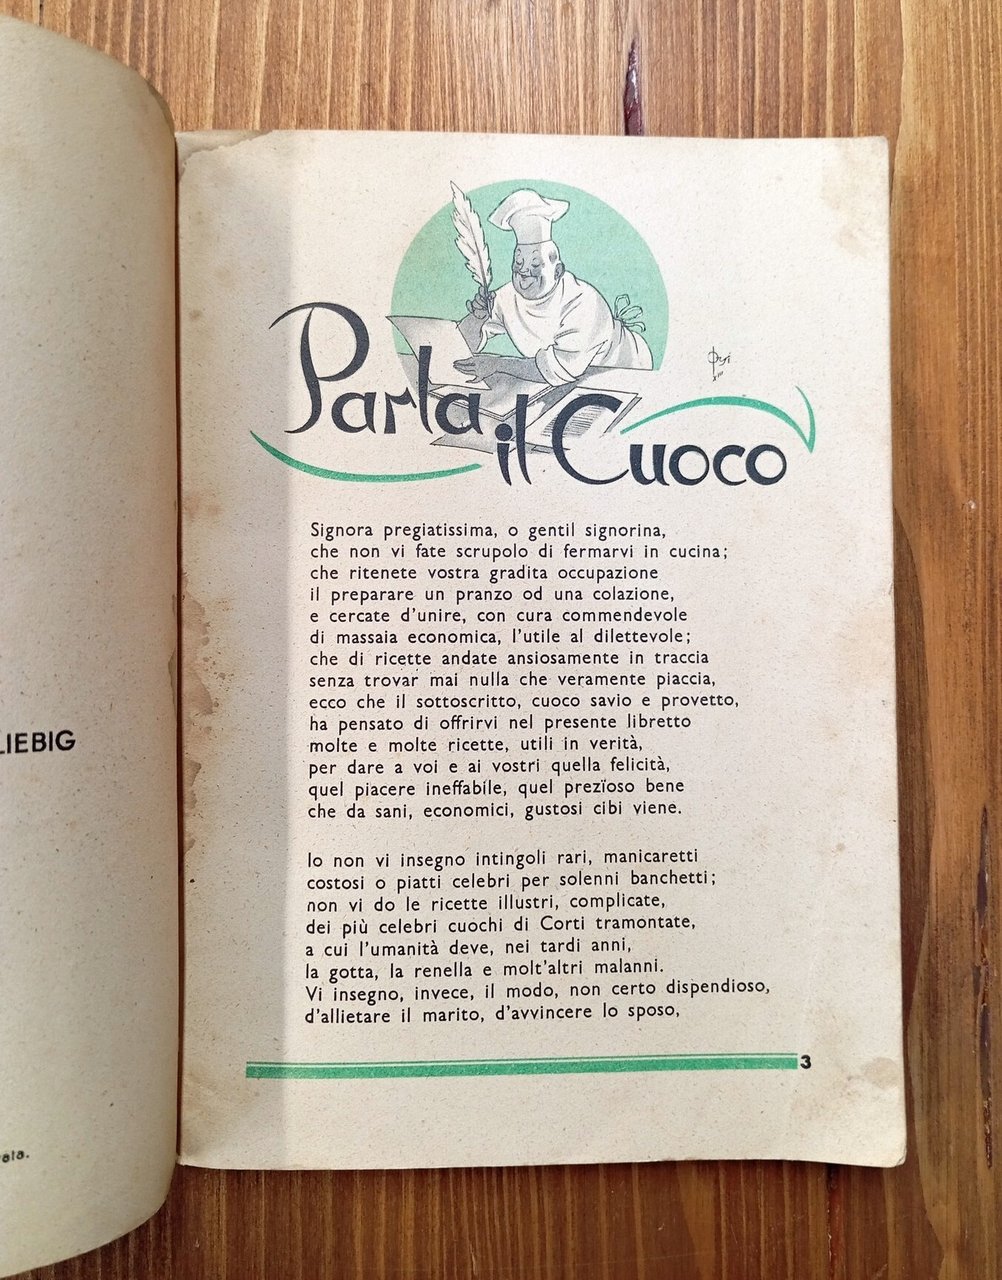 LIEBIG
Parla
il Cuoco
Signora pregiatissima, o gentil signorina,
che non vi fate scrupolo di fermarvi in cucina;
che ritenete vostra gradita occupazione
il preparare un pranzo od una colazione,
e cercate d'unire, con cura commendevole
di massaia economica, l'utile al dilettevole;
che di ricette andate ansiosamente in traccia
senza trovar mai nulla che veramente piaccia,
ecco che il sottoscritto, cuoco savio e provetto,
ha pensato di offrirvi nel presente libretto
molte e molte ricette, utili in verità,
per dare a voi e ai vostri quella felicità,
quel piacere ineffabile, quel prezïoso bene
che da sani, economici, gustosi cibi viene.
Io non vi insegno intingoli rari, manicaretti
costosi o piatti celebri per solenni banchetti;
non vi do le ricette illustri, complicate,
dei più celebri cuochi di Corti tramontate,
a cui l'umanità deve, nei tardi anni,
la gotta, la renella e molt'altri malanni.
Vi insegno, invece, il modo, non certo dispendioso,
d'allietare il marito, d'avvincere lo sposo,
3